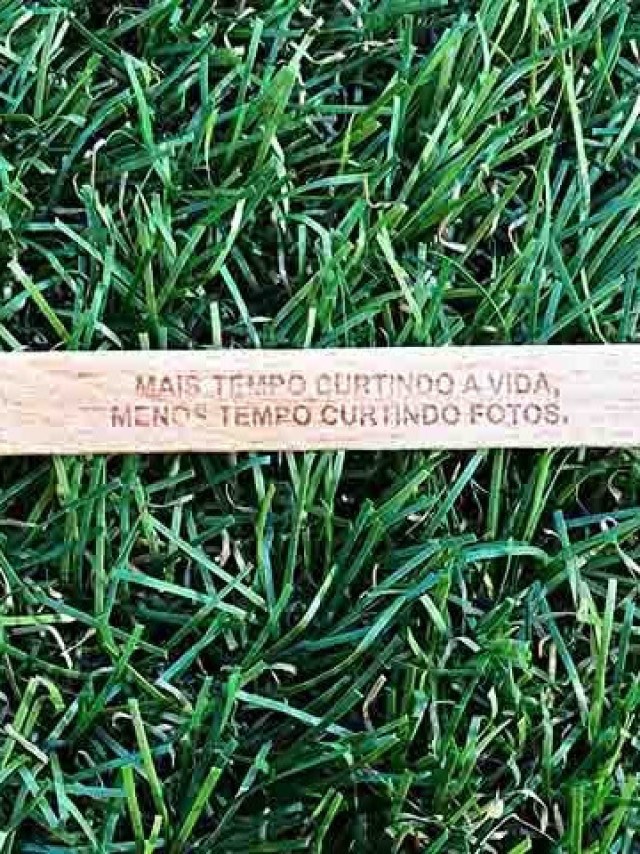 MAIS TEMPO CURTINDO A VIDA,
MENOS TEMPO CURTINDO FOTOS.